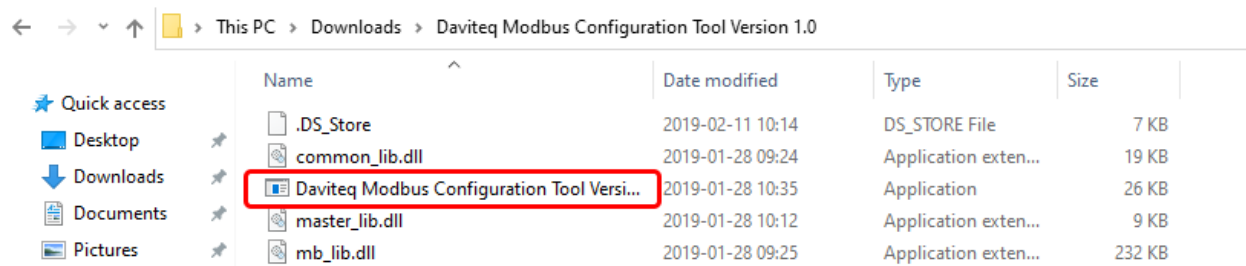 This PC > Downloads > Daviteq Modbus Configuration Tool Version 1.0
Name Date modified Type Size
Quick access
Desktop
Downloads
Documents
Pictures
.DS_Store 2019-02-11 10:14 DS_STORE File 7 KB
common_lib.dll 2019-01-28 09:24 Application exten... 19 KB
Daviteq Modbus Configuration Tool Versi... 2019-01-28 10:35 Application 26 KB
master_lib.dll 2019-01-28 10:12 Application exten... 9 KB
mb_lib.dll 2019-01-28 09:25 Application exten... 232 KB